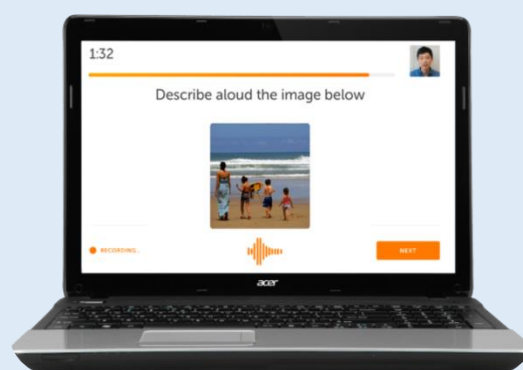 1:32
Describe aloud the image below
RECORDING...
NEXT
acer